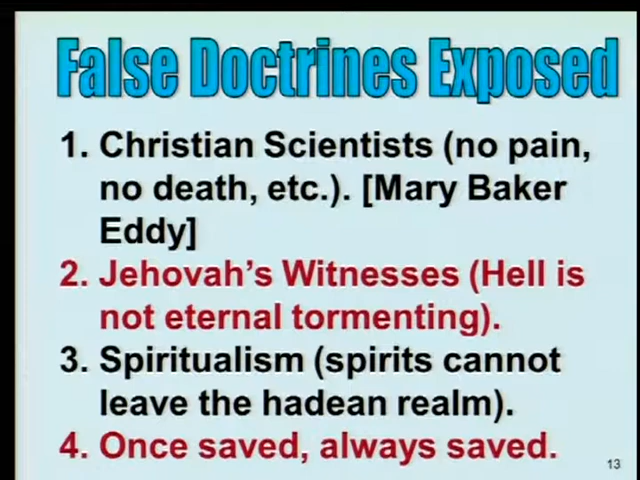 False Doctrines Exposed
1. Christian Scientists (no pain,
no death, etc.). [Mary Baker
Eddy]
2. Jehovah's Witnesses (Hell is
not eternal tormenting).
3. Spiritualism (spirits cannot
leave the hadean realm).
4. Once saved, always saved.
13